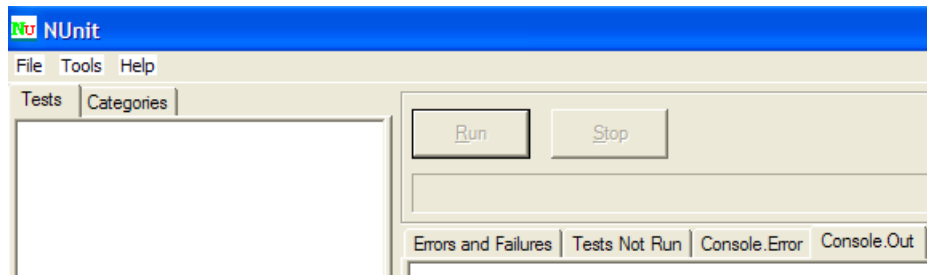 Nu NUnit
File Tools Help
Tests Categories
Run Stop
Errors and Failures Tests Not Run Console.Error Console.Out